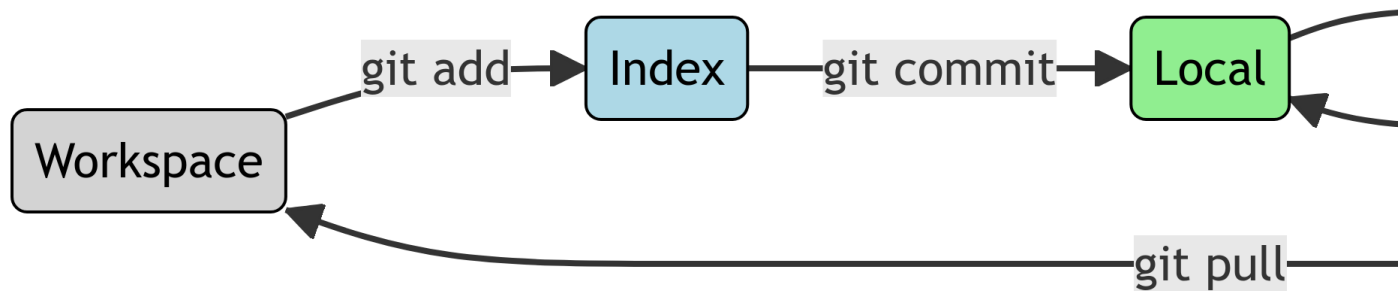 git add
Index
git commit
Local
Workspace
git pull